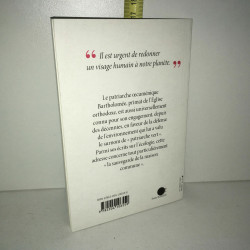 “ Il est urgent de redonner
un visage humain à notre planète. ”
Le patriarche œcuménique
Bartholomée, primat de l'Église
orthodoxe, est aussi universellement
connu pour son engagement, depuis
des décennies, en faveur de la défense
de l'environnement qui lui a valu
le surnom de « patriarche vert ».
Parmi ses écrits sur l'écologie, cette
adresse concerne tout particulièrement
« la sauvegarde de la maison
commune ».